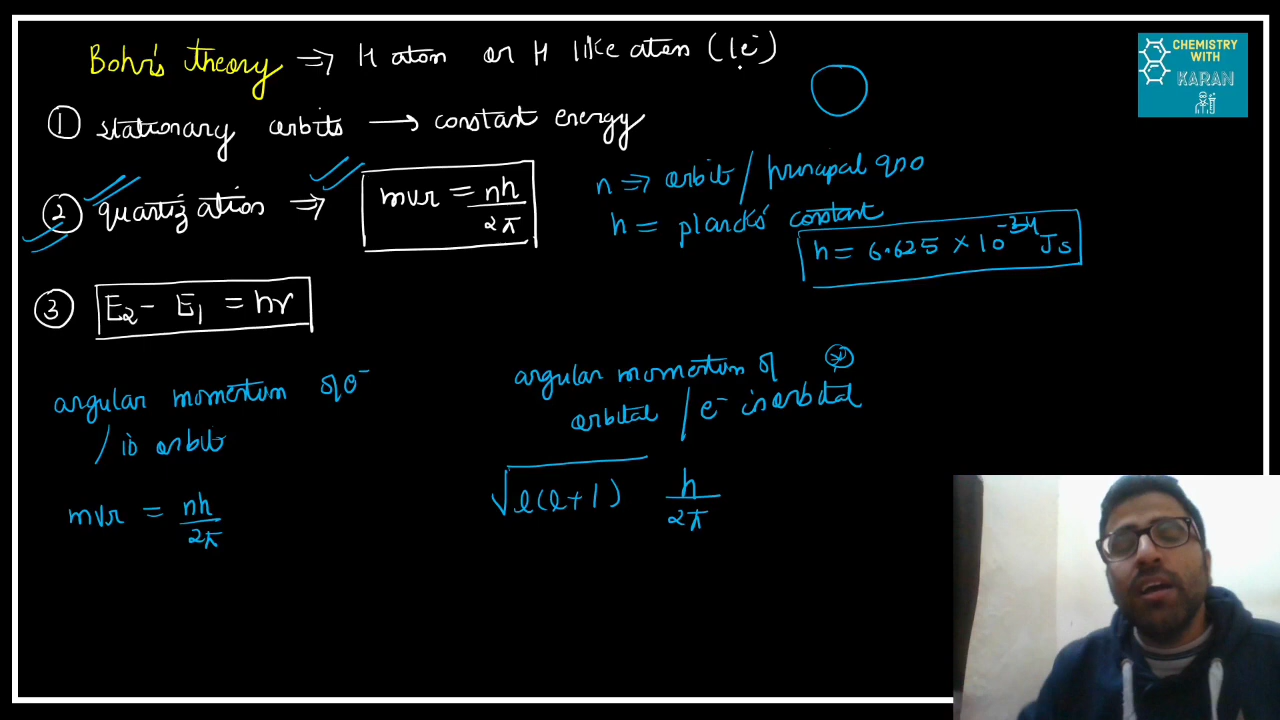 Bohr's theory ⇒ H atom or H like atom (1e⁻)
CHEMISTRY
WITH
KARAN
① stationary orbits → constant energy
② quantization ⇒ mvr = nh/2π
n ⇒ orbit / principal q no
h = planck's constant
h = 6.625 × 10⁻³⁴ Js
③ E₂ - E₁ = hν
angular momentum of e⁻
/ in orbit
mvr = nh/2π
angular momentum of
orbital / e⁻ in orbital
√l(l+1) h/2π